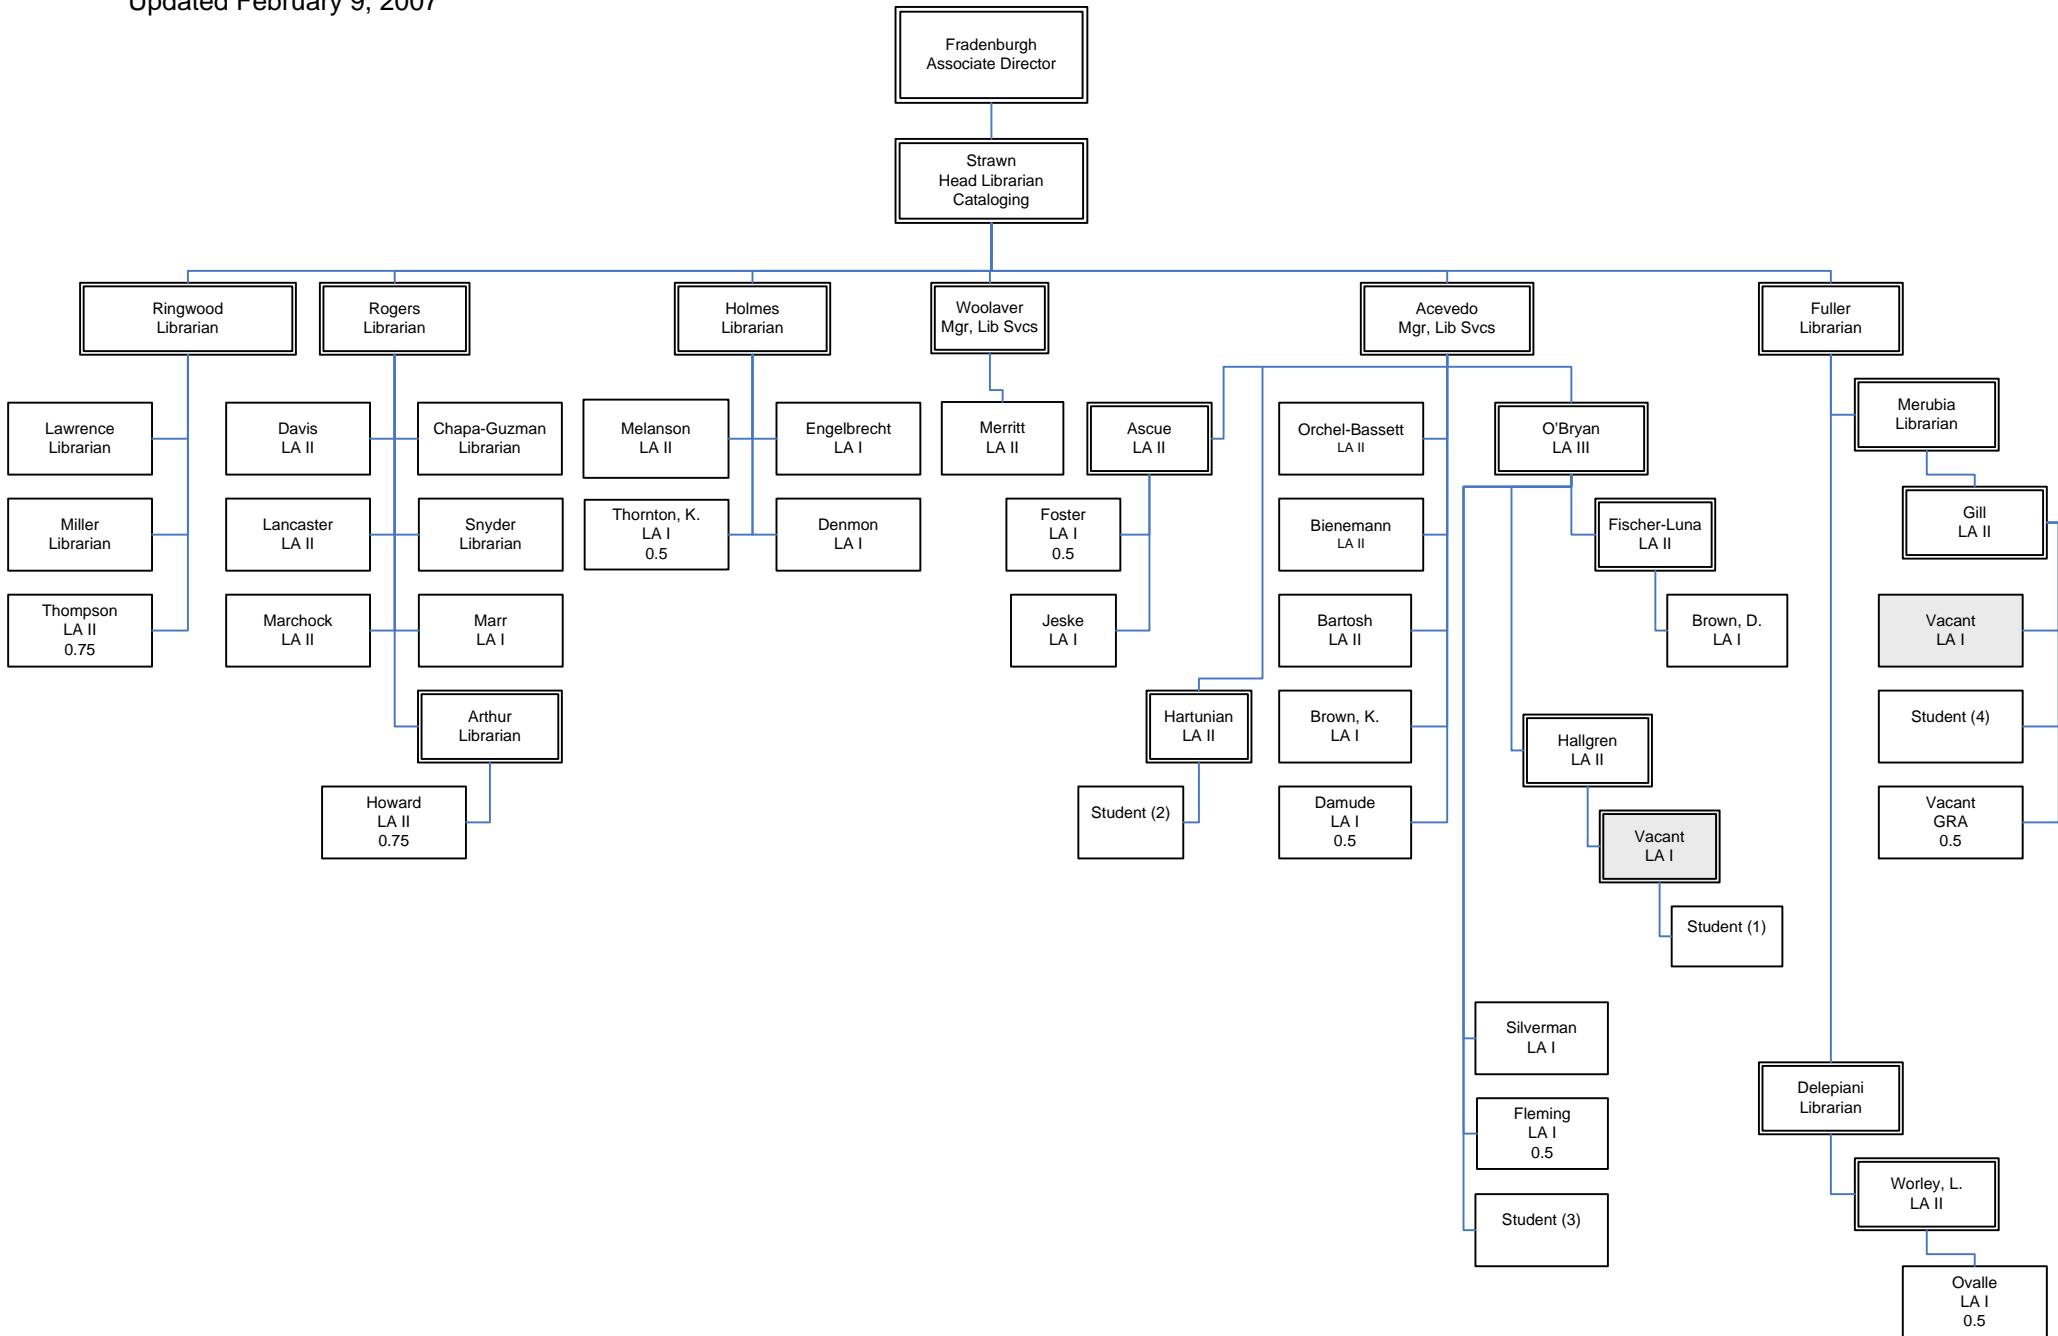 Updated February 9, 2007
Fradenburgh
Associate Director
Strawn
Head Librarian
Cataloging
Ringwood
Librarian
Rogers
Librarian
Holmes
Librarian
Woolaver
Mgr, Lib Svcs
Acevedo
Mgr, Lib Svcs
Fuller
Librarian
Merubia
Librarian
Lawrence
Librarian
Davis
LA II
Chapa-Guzman
Librarian
Melanson
LA II
Engelbrecht
LA I
Merritt
LA II
Ascue
LA II
Orchel-Bassett
LA II
O'Bryan
LA III
Gill
LA II
Miller
Librarian
Lancaster
LA II
Snyder
Librarian
Thornton, K.
LA I
0.5
Denmon
LA I
Foster
LA I
0.5
Bienemann
LA II
Fischer-Luna
LA II
Thompson
LA II
0.75
Marchock
LA II
Marr
LA I
Jeske
LA I
Bartosh
LA II
Brown, D.
LA I
Vacant
LA I
Arthur
Librarian
Hartunian
LA II
Brown, K.
LA I
Hallgren
LA II
Student (4)
Howard
LA II
0.75
Student (2)
Damude
LA I
0.5
Vacant
LA I
Vacant
GRA
0.5
Student (1)
Silverman
LA I
Delepiani
Librarian
Fleming
LA I
0.5
Worley, L.
LA II
Student (3)
Ovalle
LA I
0.5